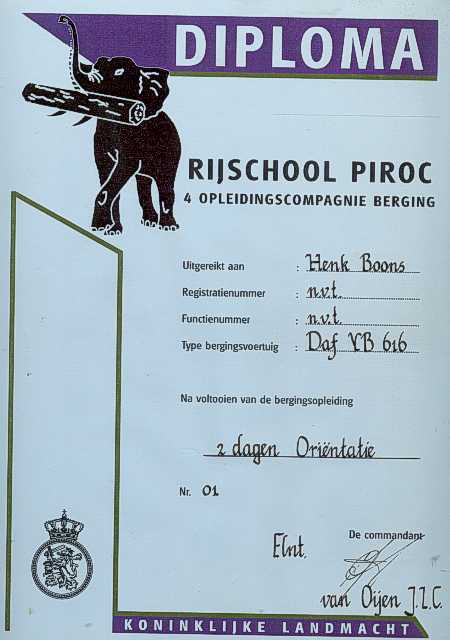 DIPLOMA
RIJSCHOOL PIROC
4 OPLEIDINGSCOMPAGNIE BERGING
Uitgereikt aan : Henk Boons
Registratienummer : n.v.t.
Functienummer : n.v.t.
Type bergingsvoertuig : Daf YB 616
Na voltooien van de bergingsopleiding
2 dagen Oriëntatie
Nr. 01
De commandant
Elnt.
van Oijen J.L.C.
KONINKLIJKE LANDMACHT